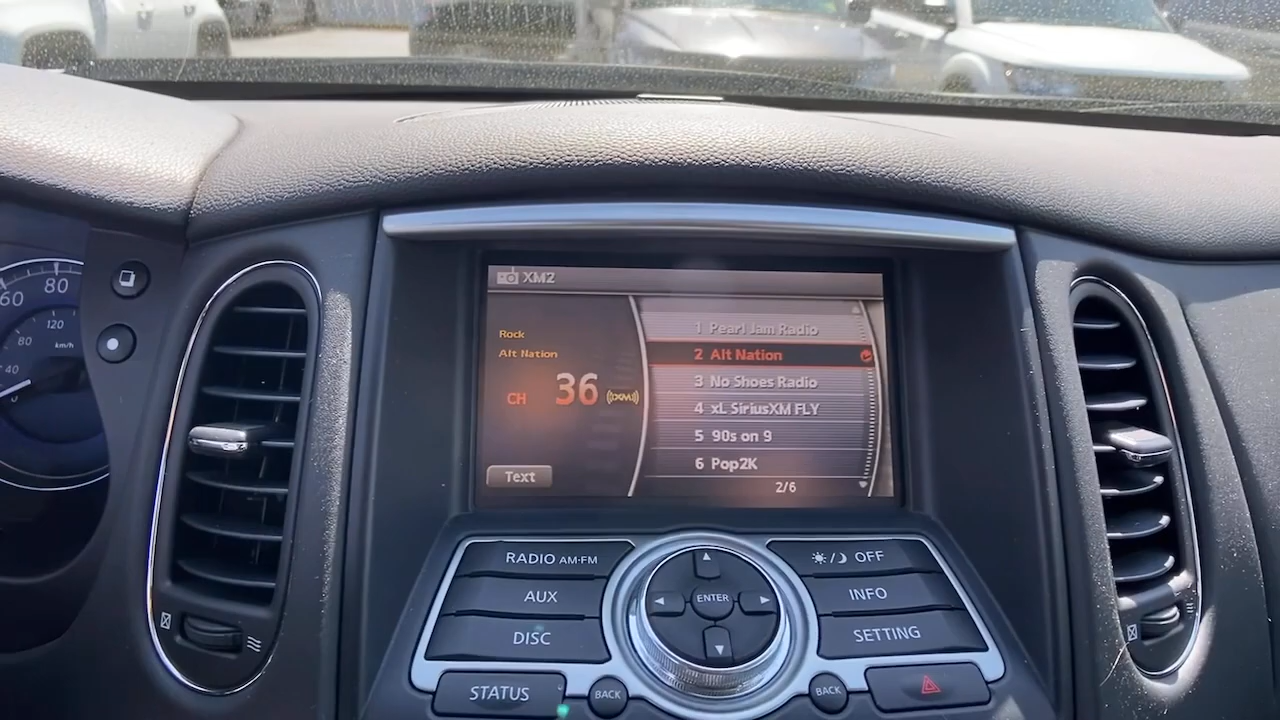 XM2
Rock
Alt Nation
CH 36 ((XM))
Text
1 Pearl Jam Radio
2 Alt Nation
3 No Shoes Radio
4 xL SiriusXM FLY
5 90s on 9
6 Pop2K
2/6
60 80
80 120
40 km/h
RADIO AM·FM
AUX
DISC
STATUS
BACK
ENTER
OFF
INFO
SETTING
BACK